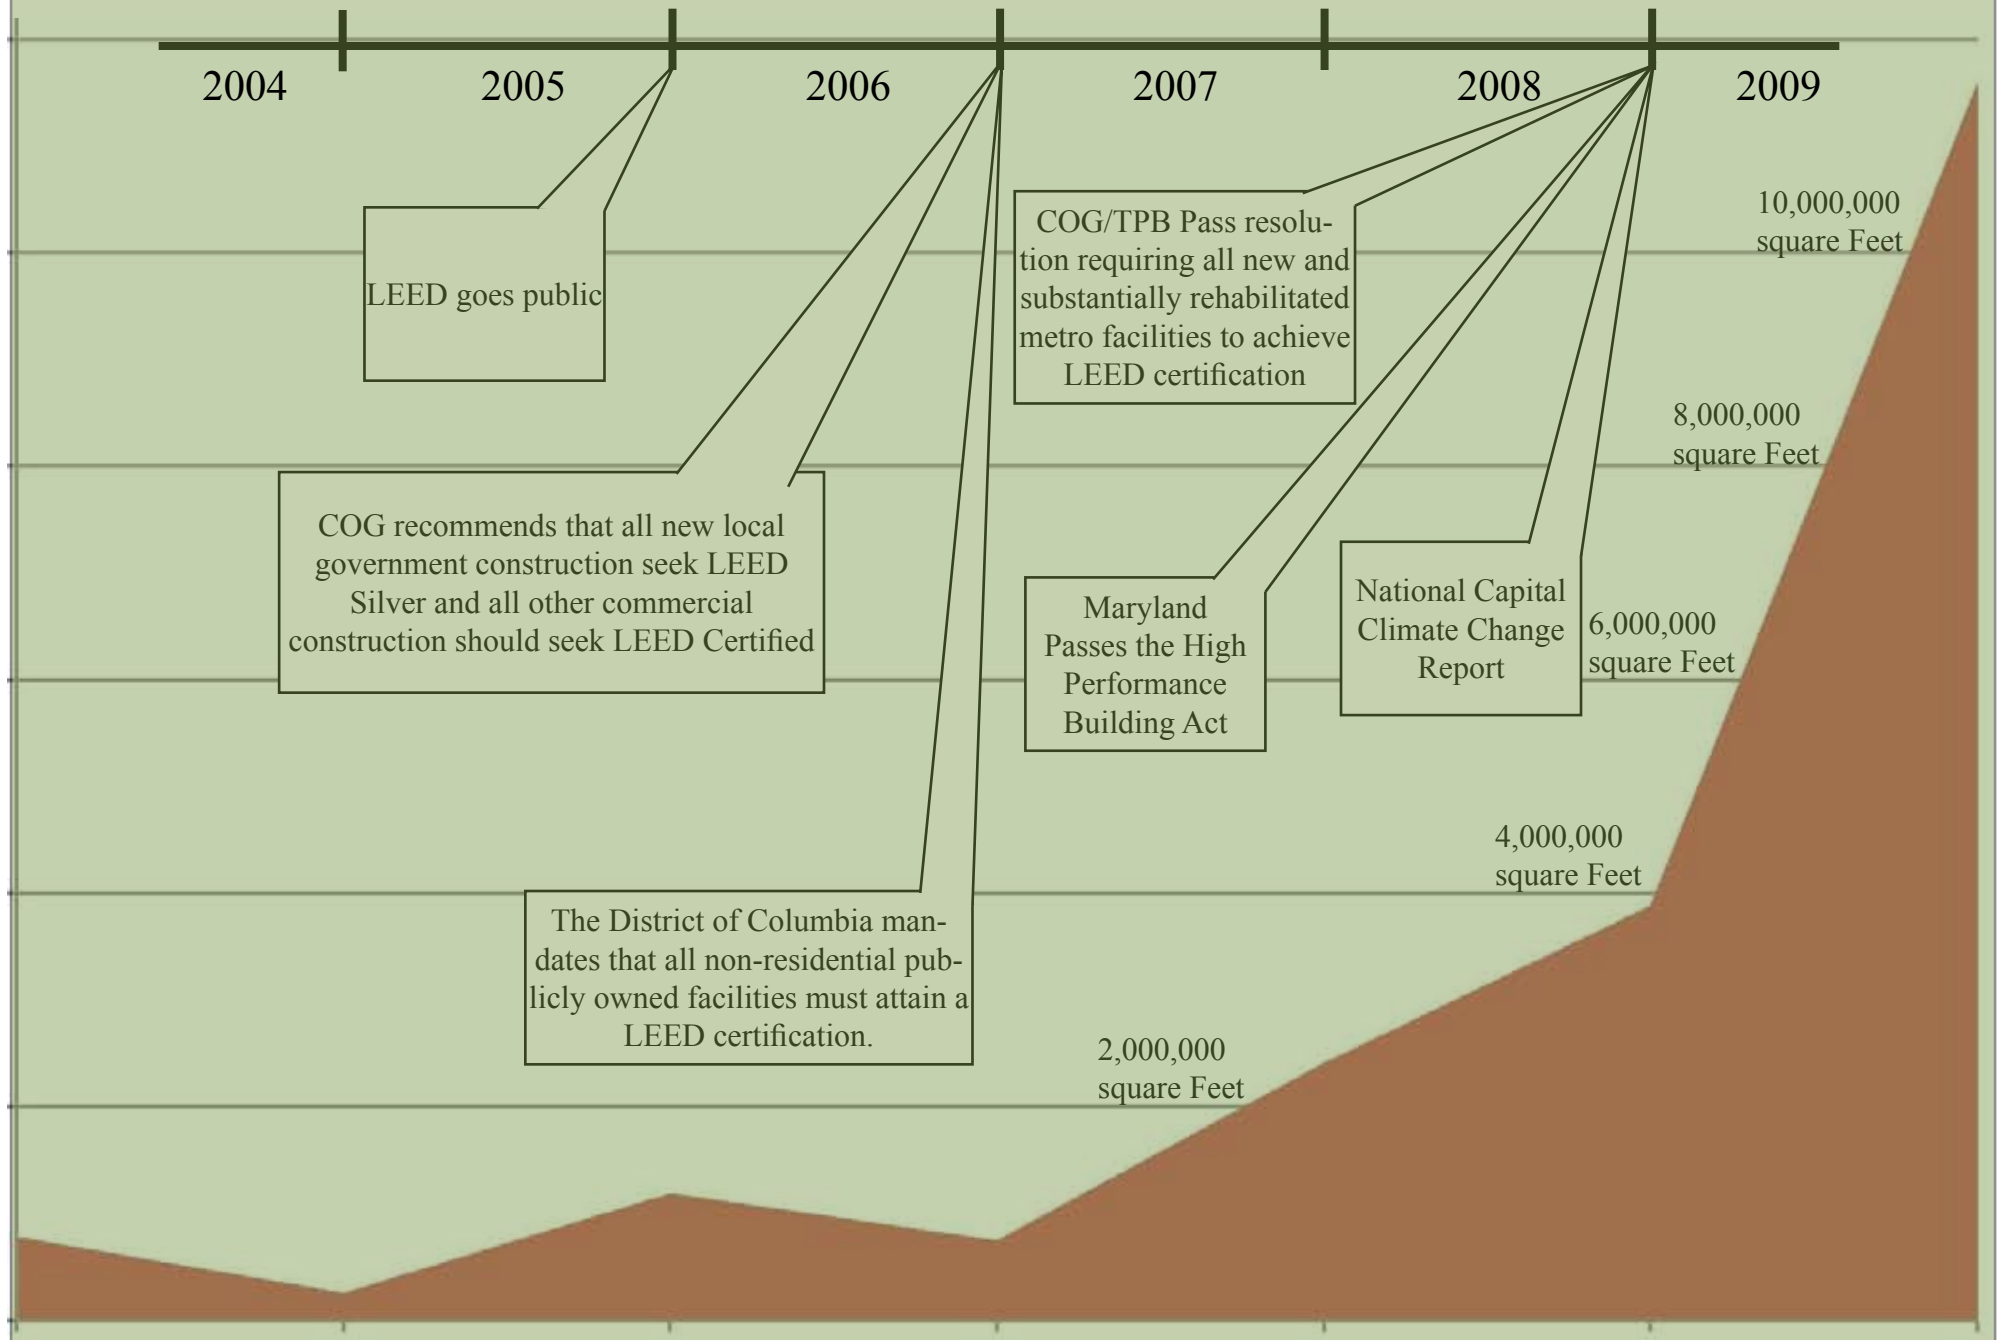 2004 2005 2006 2007 2008 2009
LEED goes public
COG recommends that all new local
government construction seek LEED
Silver and all other commercial
construction should seek LEED Certified
The District of Columbia man-
dates that all non-residential pub-
licly owned facilities must attain a
LEED certification.
COG/TPB Pass resolu-
tion requiring all new and
substantially rehabilitated
metro facilities to achieve
LEED certification
Maryland
Passes the High
Performance
Building Act
National Capital
Climate Change
Report
10,000,000
square Feet
8,000,000
square Feet
6,000,000
square Feet
4,000,000
square Feet
2,000,000
square Feet